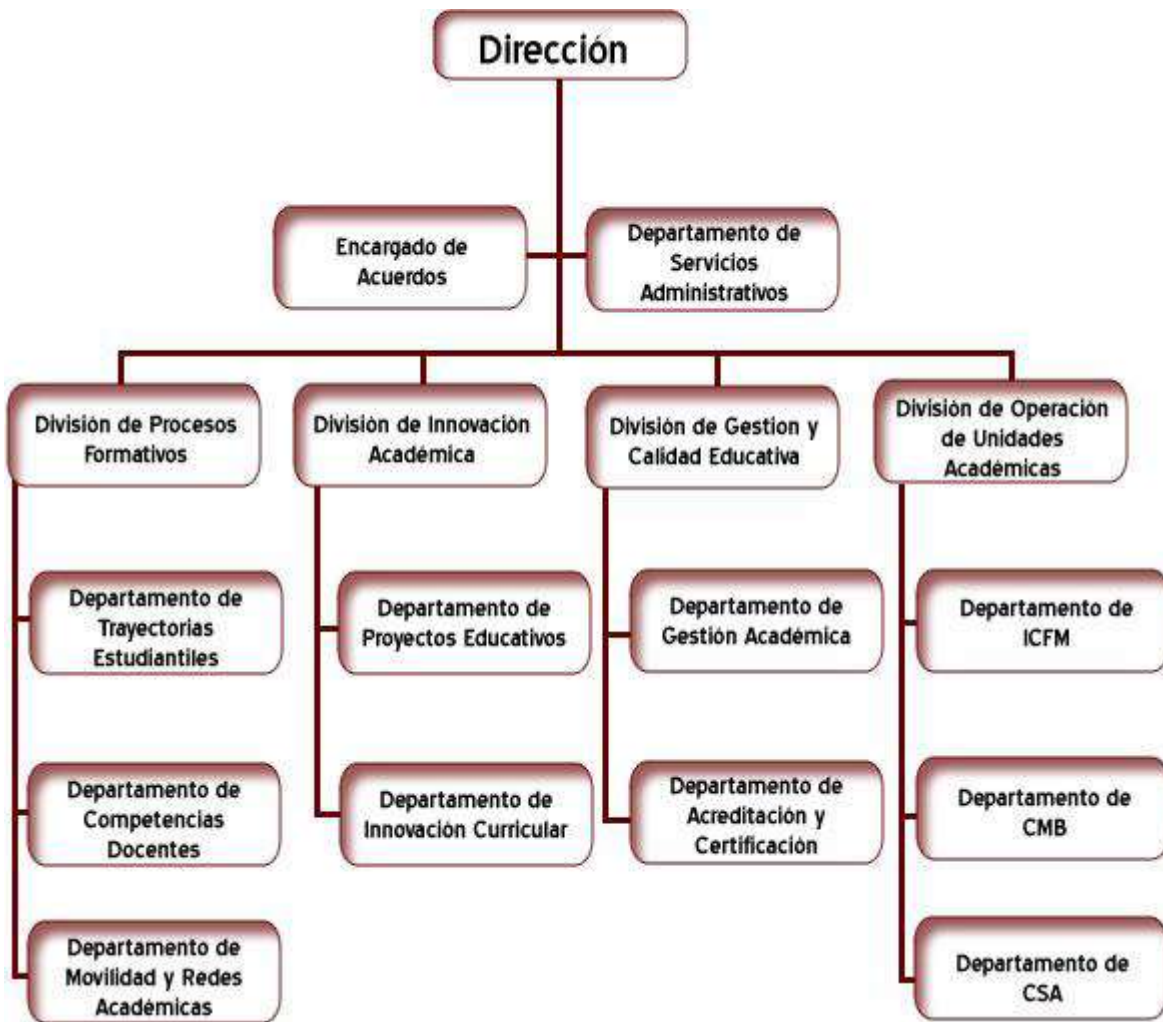 Dirección
Encargado de
Acuerdos
Departamento de
Servicios
Administrativos
División de Procesos
Formativos
División de Innovación
Académica
División de Gestion y
Calidad Educativa
División de Operación
de Unidades
Académicas
Departamento de
Trayectorias
Estudiantiles
Departamento de
Proyectos Educativos
Departamento de
Gestión Académica
Departamento de
ICFM
Departamento de
Competencias
Docentes
Departamento de
Innovación Curricular
Departamento de
Acreditación y
Certificación
Departamento de
CMB
Departamento de
Movilidad y Redes
Académicas
Departamento de
CSA